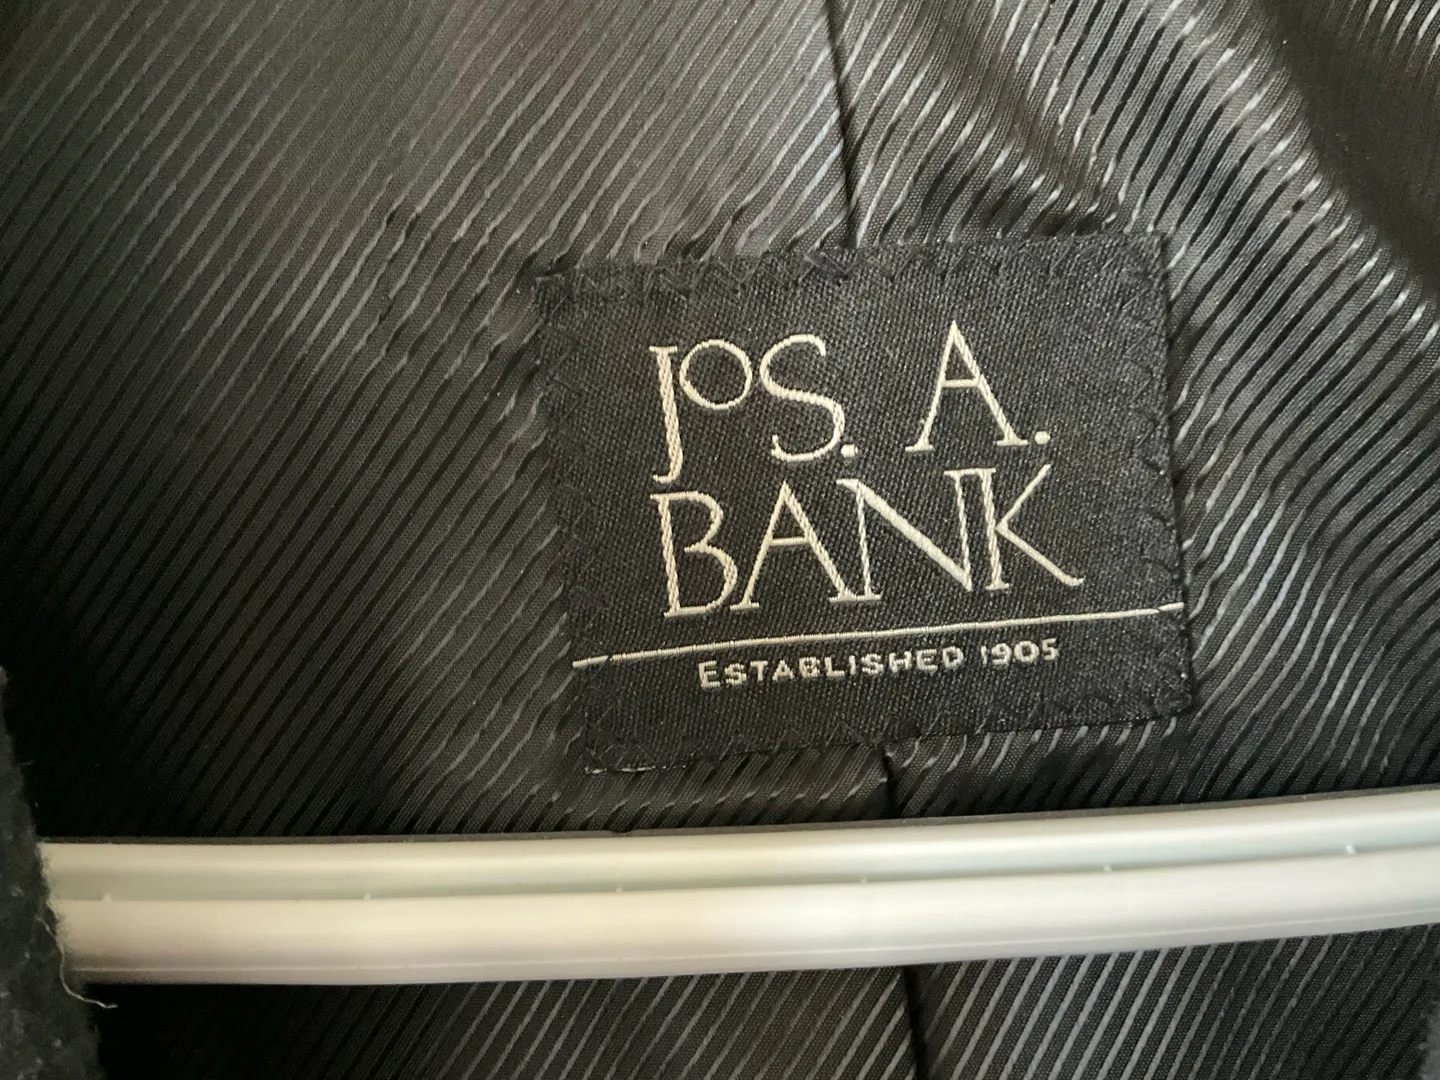 JOS. A.
BANK
ESTABLISHED 1905